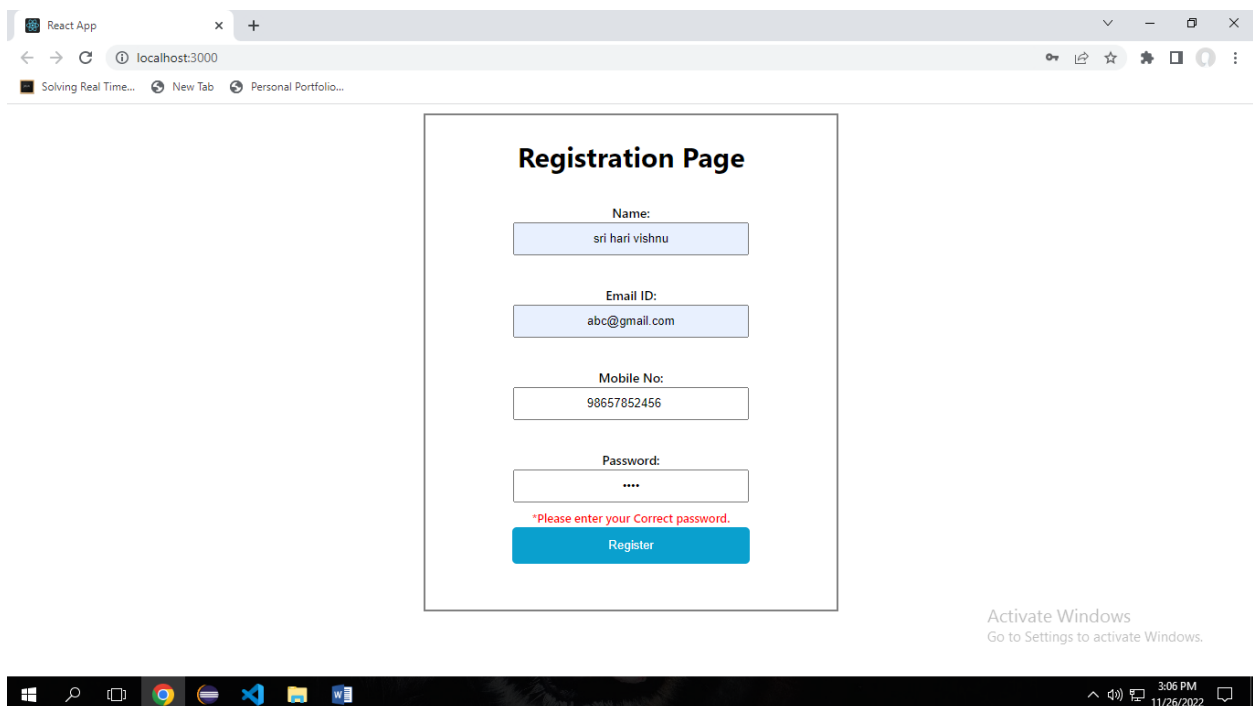 React App
localhost:3000
Solving Real Time... New Tab Personal Portfolio...
Registration Page
Name:
sri hari vishnu
Email ID:
abc@gmail.com
Mobile No:
98657852456
Password:
••••
*Please enter your Correct password.
Register
Activate Windows
Go to Settings to activate Windows.
3:06 PM
11/26/2022